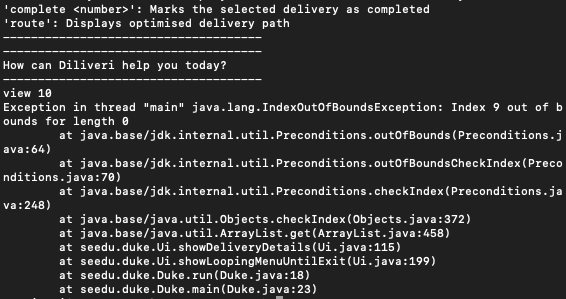 'complete <number>': Marks the selected delivery as completed
'route': Displays optimised delivery path
-------------------------------------
-------------------------------------
How can Diliveri help you today?
-------------------------------------
view 10
Exception in thread "main" java.lang.IndexOutOfBoundsException: Index 9 out of b
ounds for length 0
        at java.base/jdk.internal.util.Preconditions.outOfBounds(Preconditions.j
ava:64)
        at java.base/jdk.internal.util.Preconditions.outOfBoundsCheckIndex(Preco
nditions.java:70)
        at java.base/jdk.internal.util.Preconditions.checkIndex(Preconditions.ja
va:248)
        at java.base/java.util.Objects.checkIndex(Objects.java:372)
        at java.base/java.util.ArrayList.get(ArrayList.java:458)
        at seedu.duke.Ui.showDeliveryDetails(Ui.java:115)
        at seedu.duke.Ui.showLoopingMenuUntilExit(Ui.java:199)
        at seedu.duke.Duke.run(Duke.java:18)
        at seedu.duke.Duke.main(Duke.java:23)